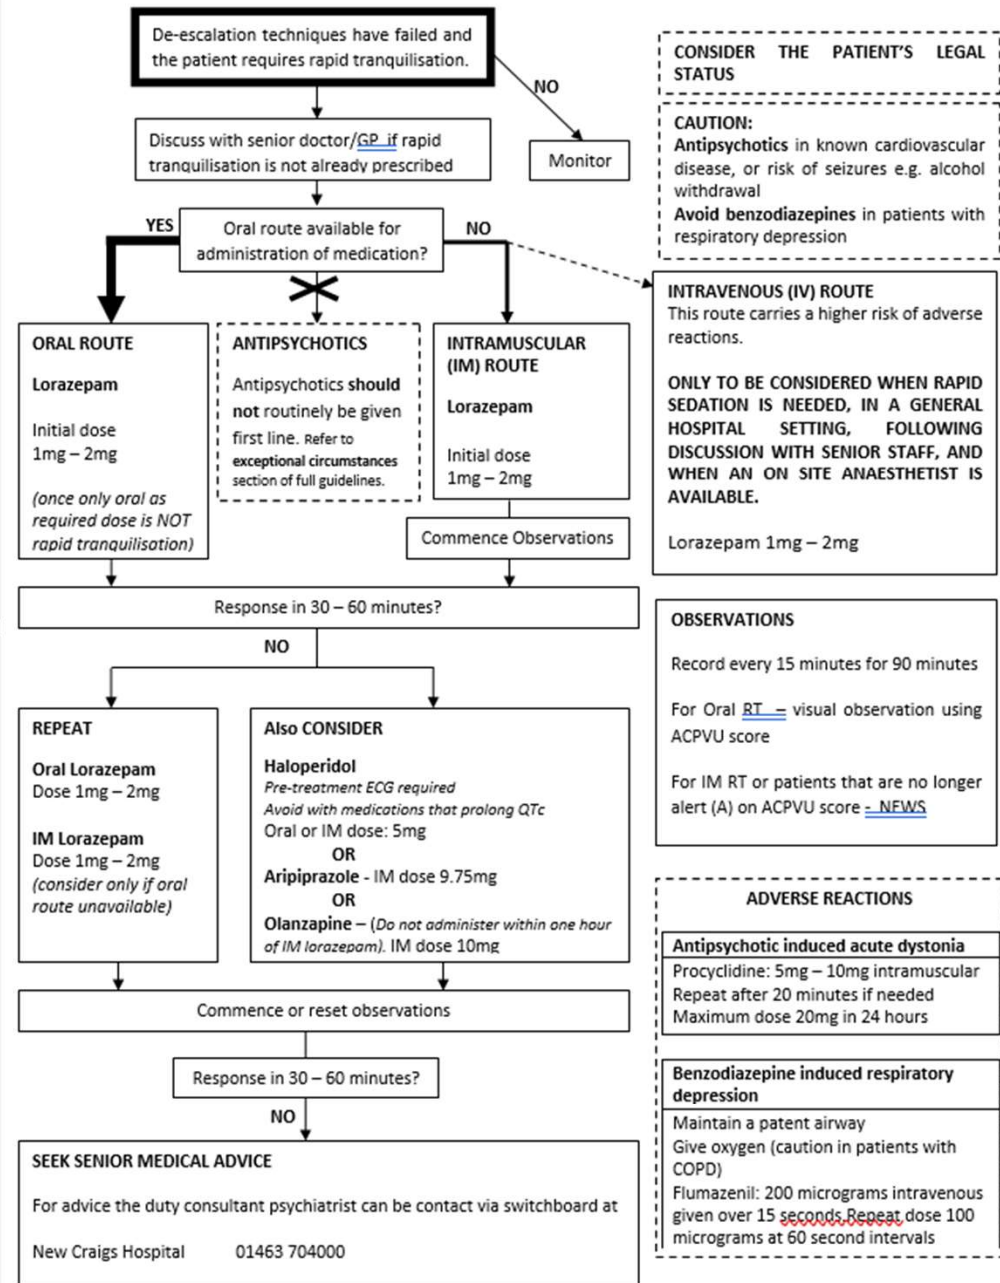 De-escalation techniques have failed and
the patient requires rapid tranquilisation.
NO
Discuss with senior doctor/GP if rapid
tranquilisation is not already prescribed
Monitor
YES
Oral route available for
administration of medication?
NO
ORAL ROUTE
Lorazepam
Initial dose
1mg – 2mg
(once only oral as
required dose is NOT
rapid tranquilisation)
ANTIPSYCHOTICS
Antipsychotics should
not routinely be given
first line. Refer to
exceptional circumstances
section of full guidelines.
INTRAMUSCULAR
(IM) ROUTE
Lorazepam
Initial dose
1mg – 2mg
Commence Observations
Response in 30 – 60 minutes?
NO
REPEAT
Oral Lorazepam
Dose 1mg – 2mg
IM Lorazepam
Dose 1mg – 2mg
(consider only if oral
route unavailable)
Also CONSIDER
Haloperidol
Pre-treatment ECG required
Avoid with medications that prolong QTc
Oral or IM dose: 5mg
OR
Aripiprazole - IM dose 9.75mg
OR
Olanzapine – (Do not administer within one hour
of IM lorazepam). IM dose 10mg
Commence or reset observations
Response in 30 – 60 minutes?
NO
SEEK SENIOR MEDICAL ADVICE
For advice the duty consultant psychiatrist can be contact via switchboard at
New Craigs Hospital 01463 704000
CONSIDER THE PATIENT'S LEGAL
STATUS
CAUTION:
Antipsychotics in known cardiovascular
disease, or risk of seizures e.g. alcohol
withdrawal
Avoid benzodiazepines in patients with
respiratory depression
INTRAVENOUS (IV) ROUTE
This route carries a higher risk of adverse
reactions.
ONLY TO BE CONSIDERED WHEN RAPID
SEDATION IS NEEDED, IN A GENERAL
HOSPITAL SETTING, FOLLOWING
DISCUSSION WITH SENIOR STAFF, AND
WHEN AN ON SITE ANAESTHETIST IS
AVAILABLE.
Lorazepam 1mg – 2mg
OBSERVATIONS
Record every 15 minutes for 90 minutes
For Oral RT – visual observation using
ACPVU score
For IM RT or patients that are no longer
alert (A) on ACPVU score - NEWS
ADVERSE REACTIONS
Antipsychotic induced acute dystonia
Procyclidine: 5mg – 10mg intramuscular
Repeat after 20 minutes if needed
Maximum dose 20mg in 24 hours
Benzodiazepine induced respiratory
depression
Maintain a patent airway
Give oxygen (caution in patients with
COPD)
Flumazenil: 200 micrograms intravenous
given over 15 seconds.Repeat dose 100
micrograms at 60 second intervals